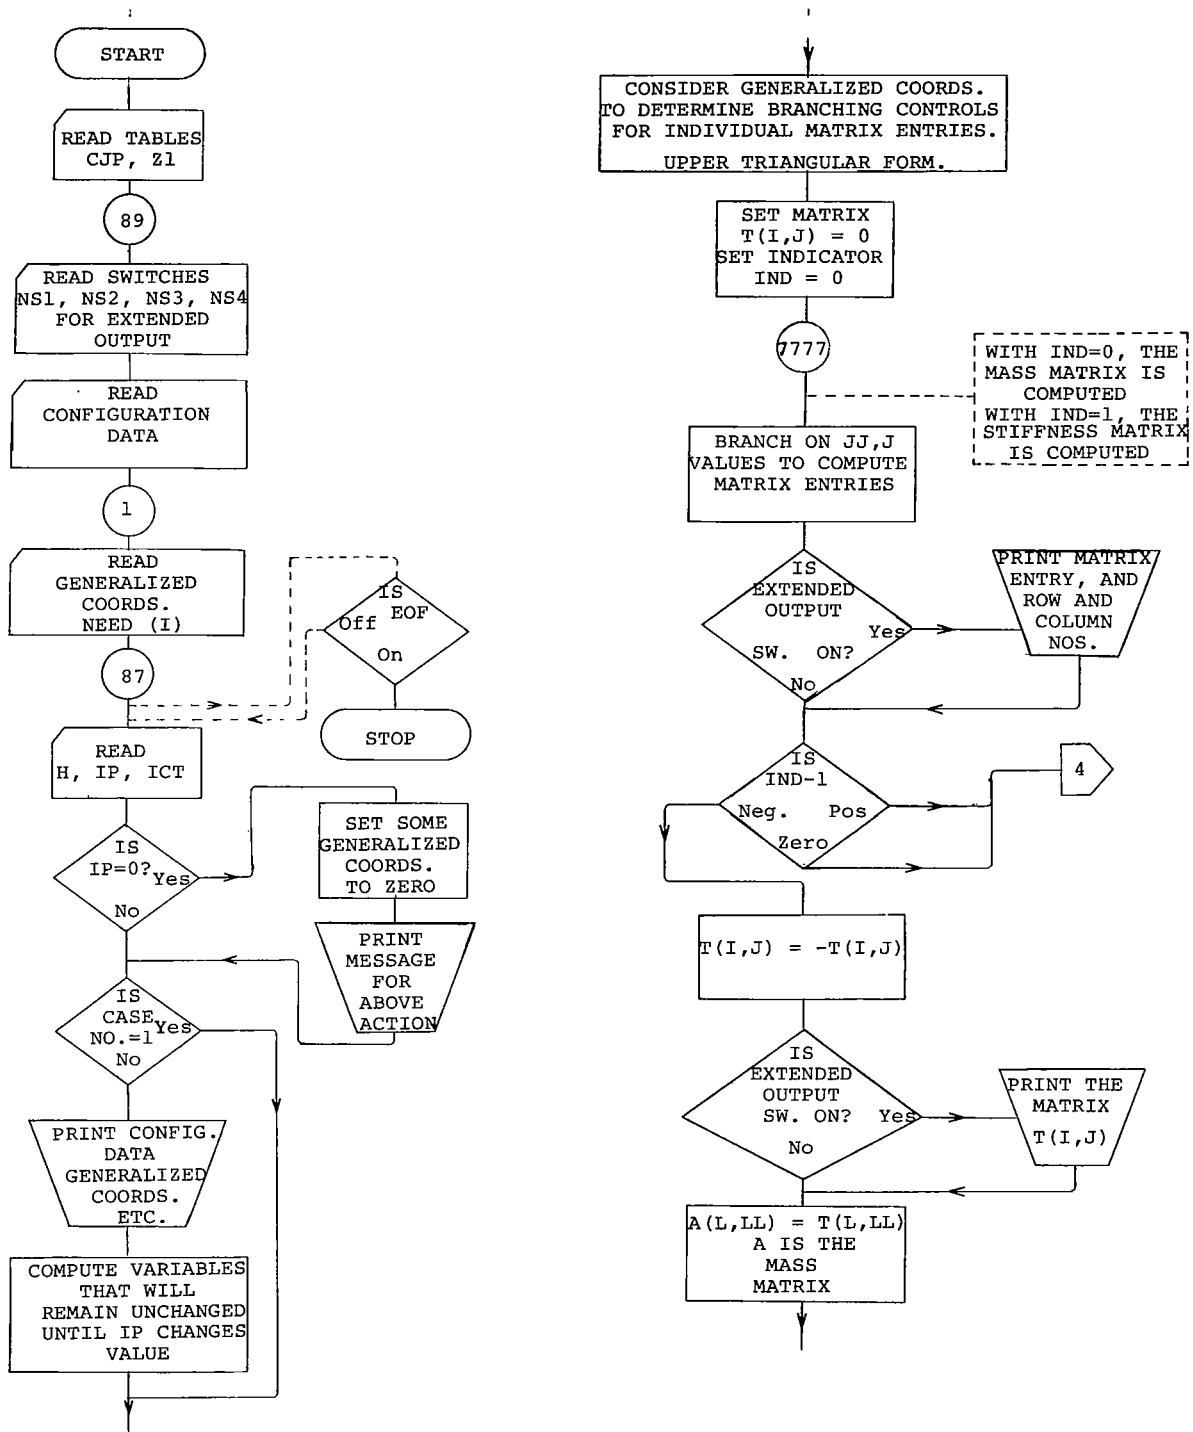 START
READ TABLES
CJP, Z1
89
READ SWITCHES
NS1, NS2, NS3, NS4
FOR EXTENDED
OUTPUT
READ
CONFIGURATION
DATA
1
READ
GENERALIZED
COORDS.
NEED (I)
87
IS
EOF
Off
On
STOP
READ
H, IP, ICT
IS
IP=0?
Yes
No
SET SOME
GENERALIZED
COORDS.
TO ZERO
PRINT
MESSAGE
FOR
ABOVE
ACTION
IS
CASE
NO.=1
Yes
No
PRINT CONFIG.
DATA
GENERALIZED
COORDS.
ETC.
COMPUTE VARIABLES
THAT WILL
REMAIN UNCHANGED
UNTIL IP CHANGES
VALUE
CONSIDER GENERALIZED COORDS.
TO DETERMINE BRANCHING CONTROLS
FOR INDIVIDUAL MATRIX ENTRIES.
UPPER TRIANGULAR FORM.
SET MATRIX
T(I,J) = 0
SET INDICATOR
IND = 0
7777
WITH IND=0, THE
MASS MATRIX IS
COMPUTED
WITH IND=1, THE
STIFFNESS MATRIX
IS COMPUTED
BRANCH ON JJ,J
VALUES TO COMPUTE
MATRIX ENTRIES
IS
EXTENDED
OUTPUT
SW. ON?
Yes
No
PRINT MATRIX
ENTRY, AND
ROW AND
COLUMN
NOS.
IS
IND-1
Neg. Pos
Zero
4
T(I,J) = -T(I,J)
IS
EXTENDED
OUTPUT
SW. ON?
Yes
No
PRINT THE
MATRIX
T(I,J)
A(L,LL) = T(L,LL)
A IS THE
MASS
MATRIX